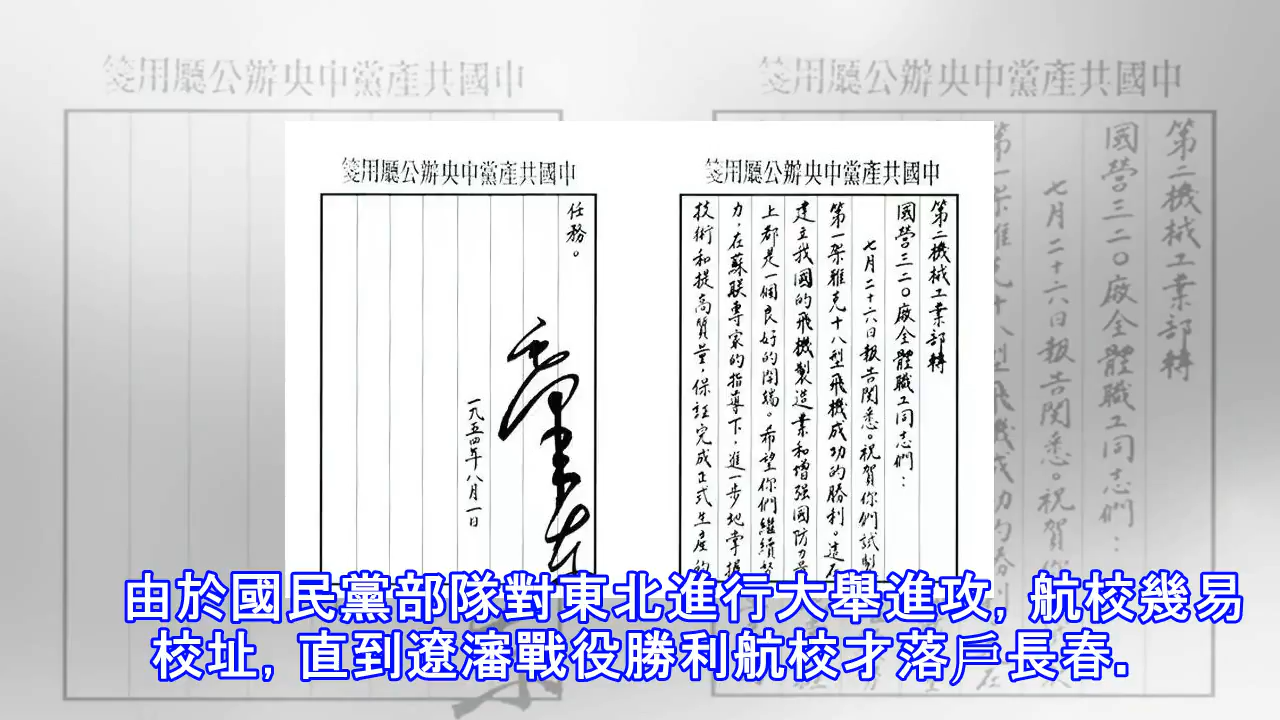 中國共產黨中央辦公廳用箋
第二機械工業部轉
國營三二〇廠全體職工同志們：
七月二十六日報告閱悉。祝賀你們試製
第一架雅克十八型飛機成功的勝利。這在
建立我國的飛機製造業和增强國防力量
上都是一個良好的開端。希望你們繼續努
力，在蘇联專家的指導下，進一步地掌握
技術和提高質量，保証完成正式生產的
中國共產黨中央辦公廳用箋
任務。
毛澤东
一九五四年八月一日
由於國民黨部隊對東北進行大舉進攻, 航校幾易
校址, 直到遼瀋戰役勝利航校才落戶長春.